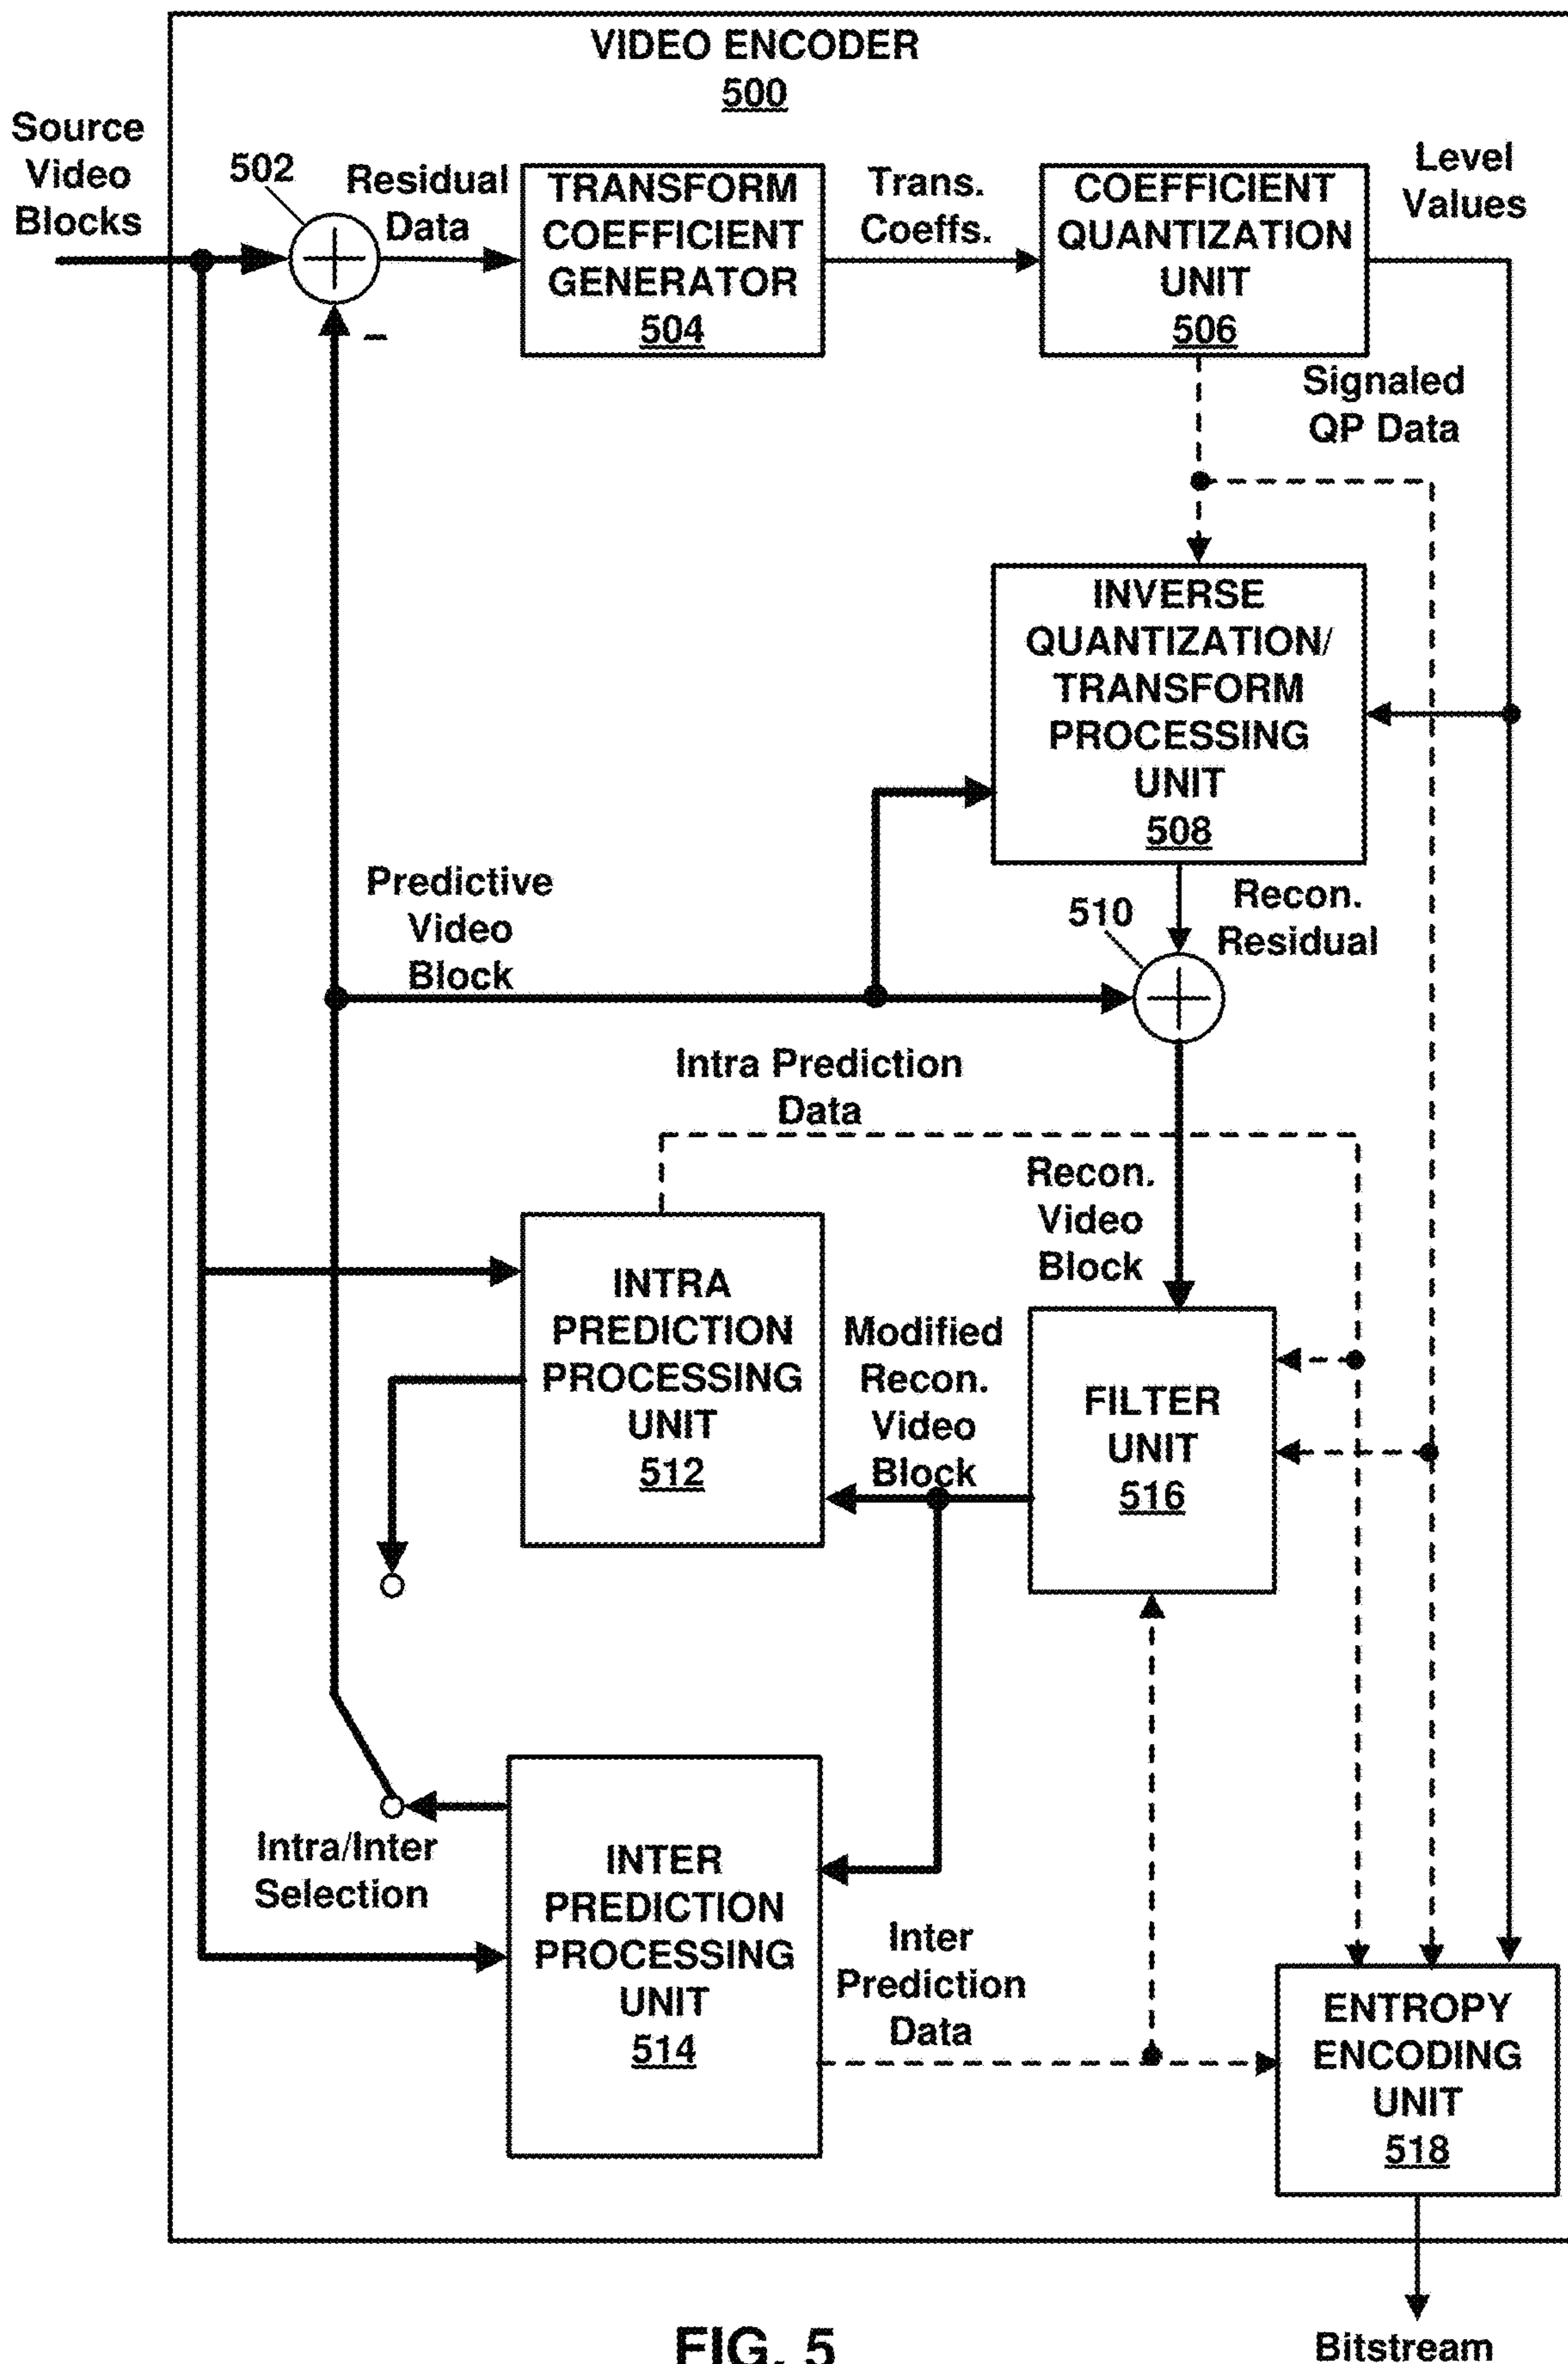 VIDEO ENCODER
500
Source
Video
Blocks
502
Residual
Data
TRANSFORM
COEFFICIENT
GENERATOR
504
Trans.
Coeffs.
COEFFICIENT
QUANTIZATION
UNIT
506
Level
Values
–
Signaled
QP Data
INVERSE
QUANTIZATION/
TRANSFORM
PROCESSING
UNIT
508
Predictive
Video
Block
510
Recon.
Residual
Intra Prediction
Data
Recon.
Video
Block
INTRA
PREDICTION
PROCESSING
UNIT
512
Modified
Recon.
Video
Block
FILTER
UNIT
516
Intra/Inter
Selection
INTER
PREDICTION
PROCESSING
UNIT
514
Inter
Prediction
Data
ENTROPY
ENCODING
UNIT
518
FIG. 5
Bitstream